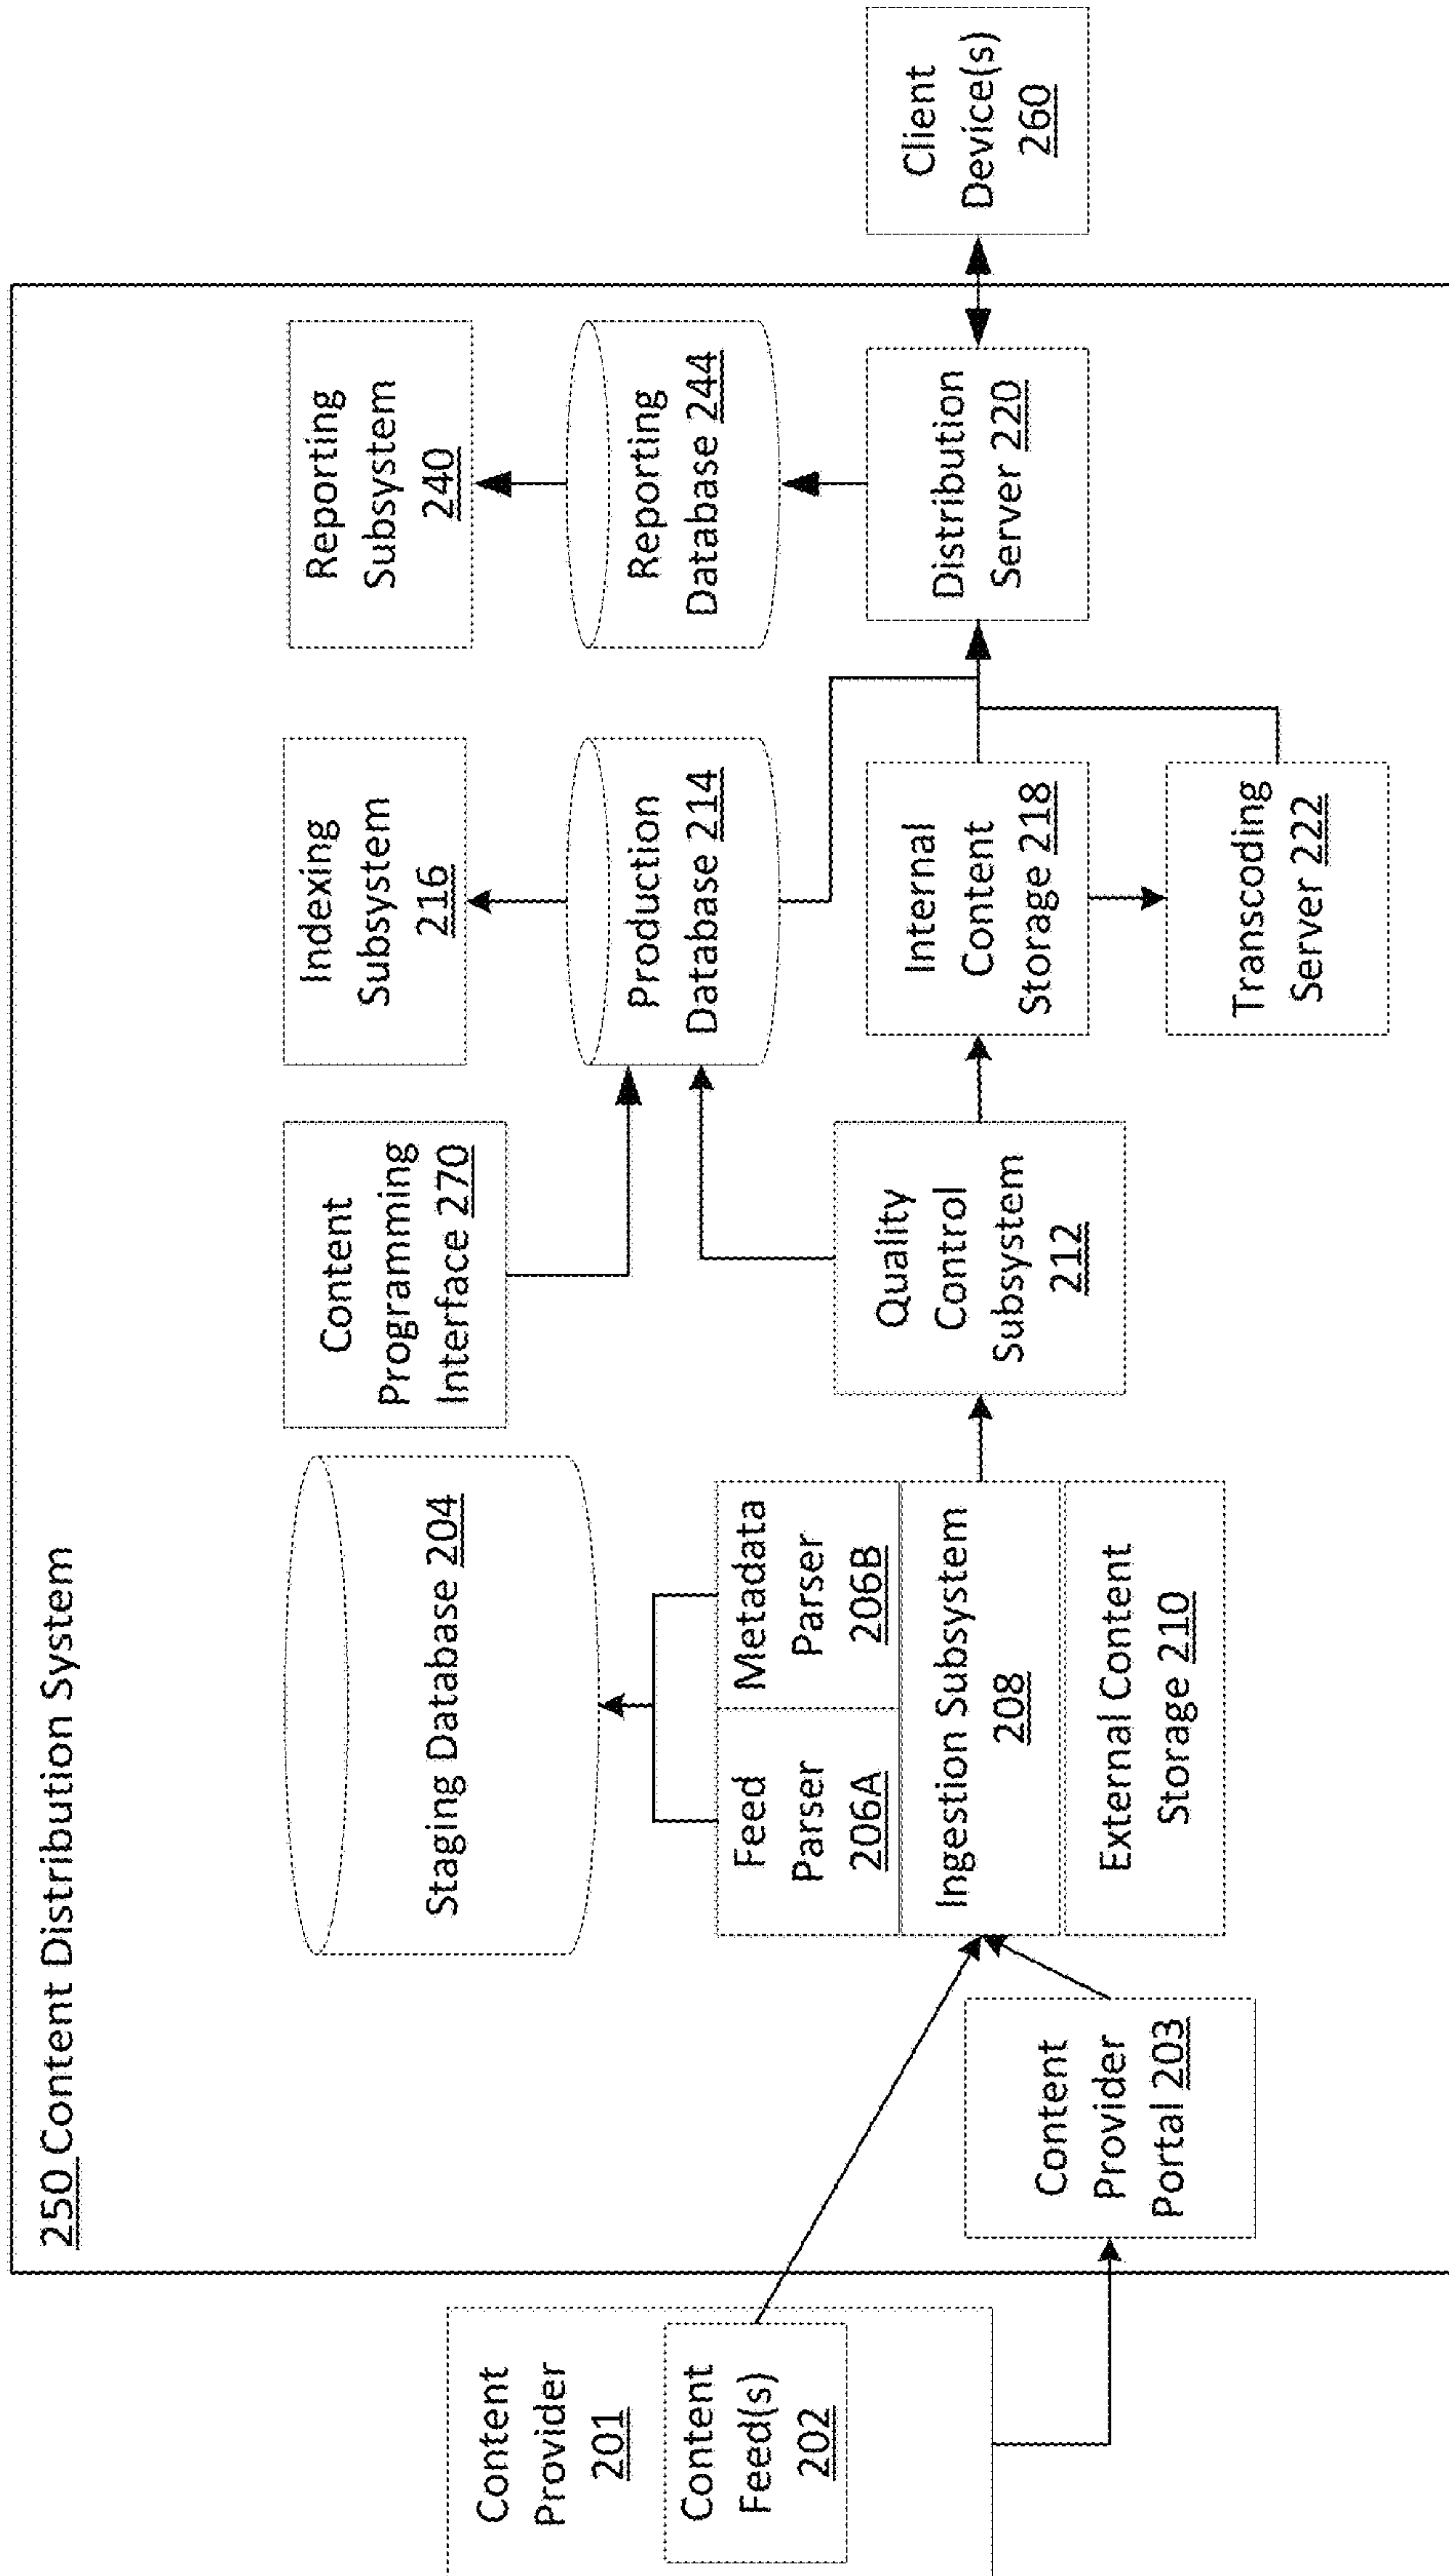 250 Content Distribution System
Content
Provider
201
Content
Feed(s)
202
Content
Provider
Portal 203
Staging Database 204
Feed
Parser
206A
Metadata
Parser
206B
Ingestion Subsystem
208
External Content
Storage 210
Content
Programming
Interface 270
Quality
Control
Subsystem
212
Indexing
Subsystem
216
Production
Database 214
Internal
Content
Storage 218
Transcoding
Server 222
Reporting
Subsystem
240
Reporting
Database 244
Distribution
Server 220
Client
Device(s)
260